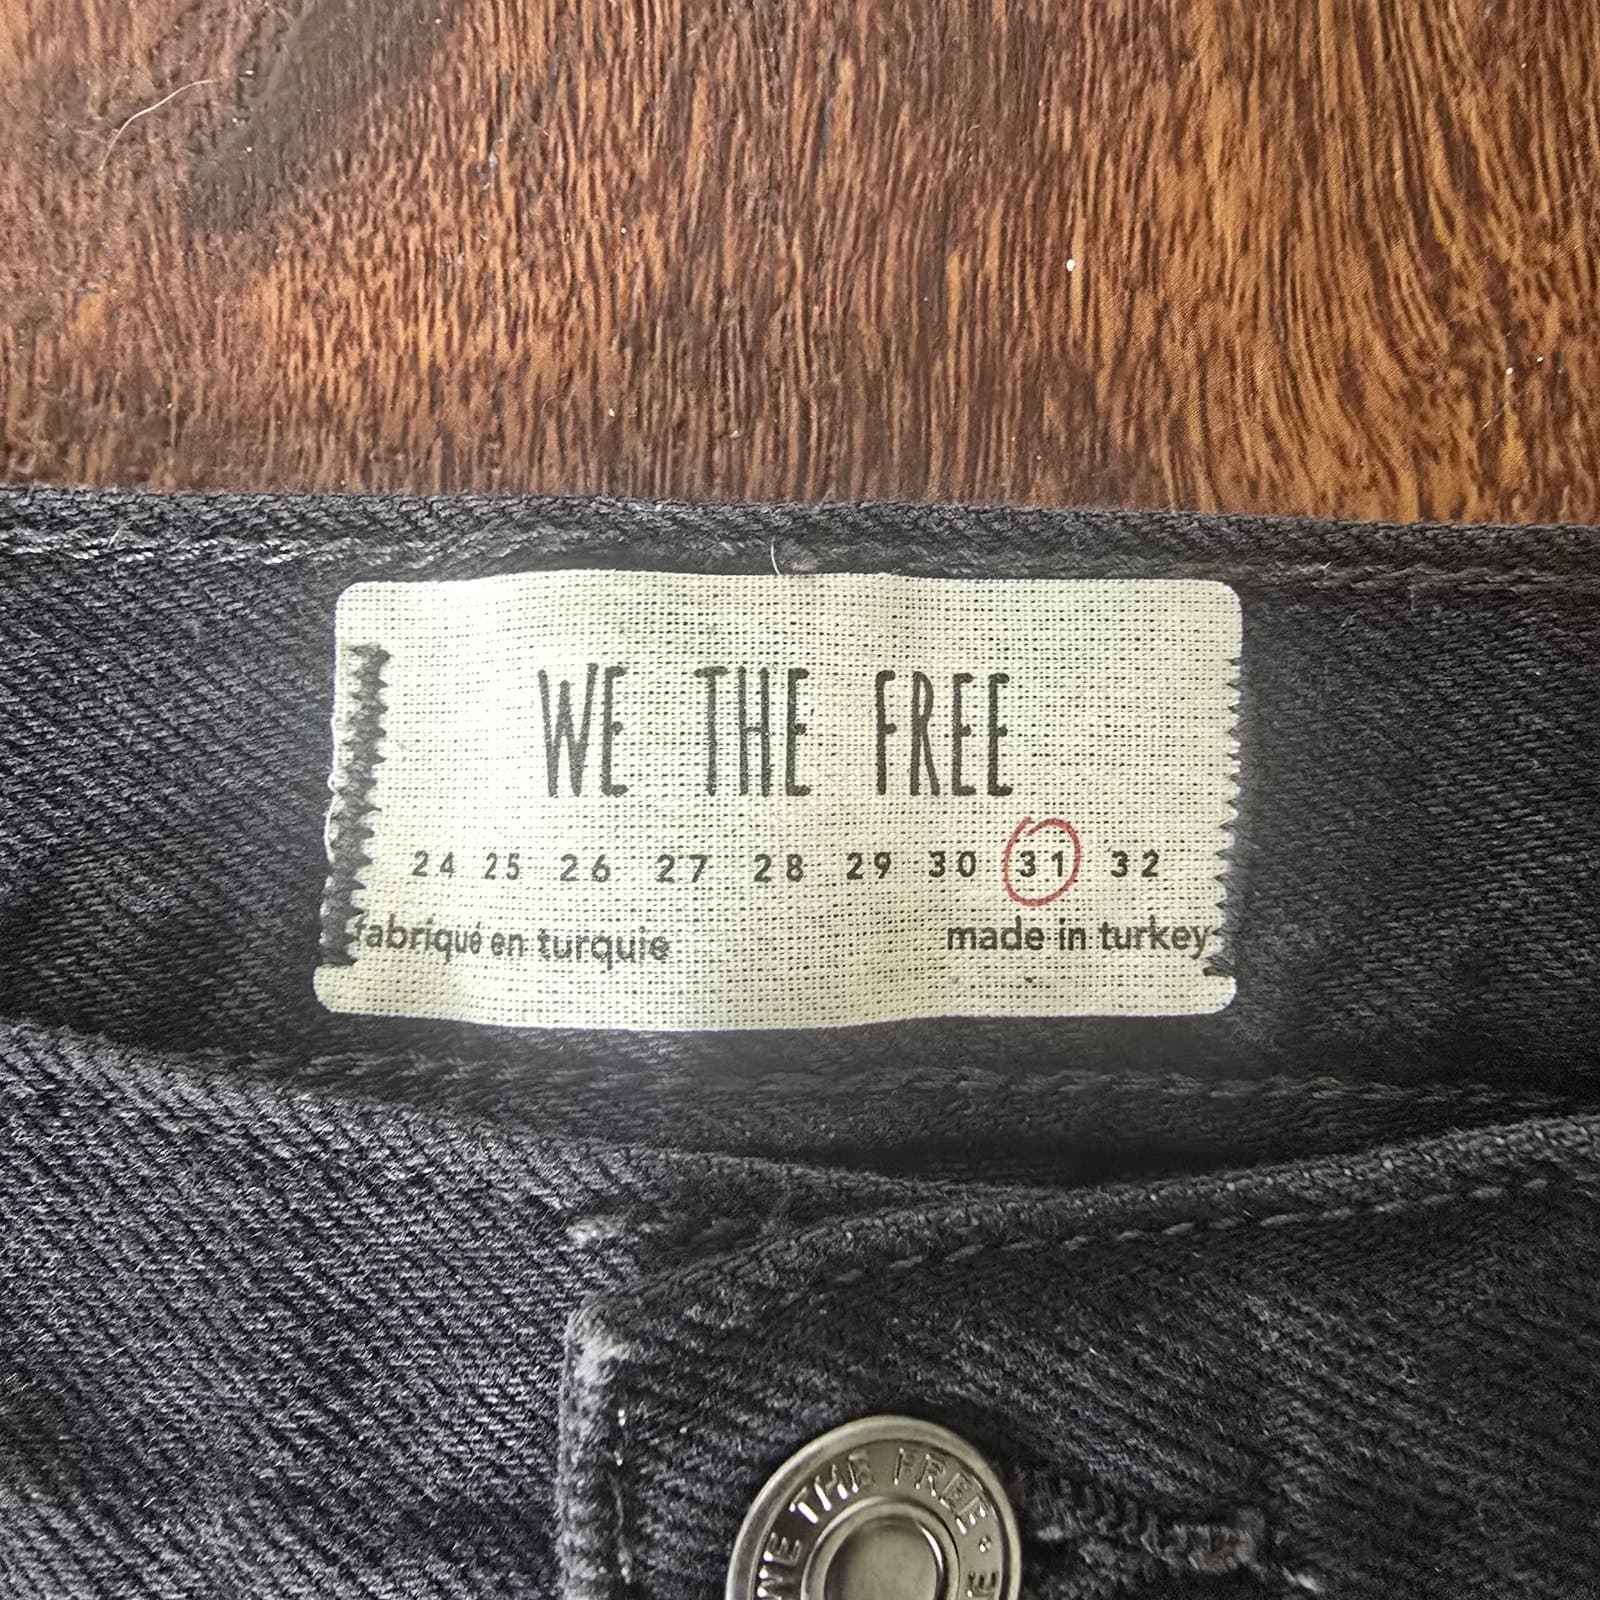 WE THE FREE
24 25 26 27 28 29 30 31 32
fabriqué en turquie made in turkey
WE THE FREE •